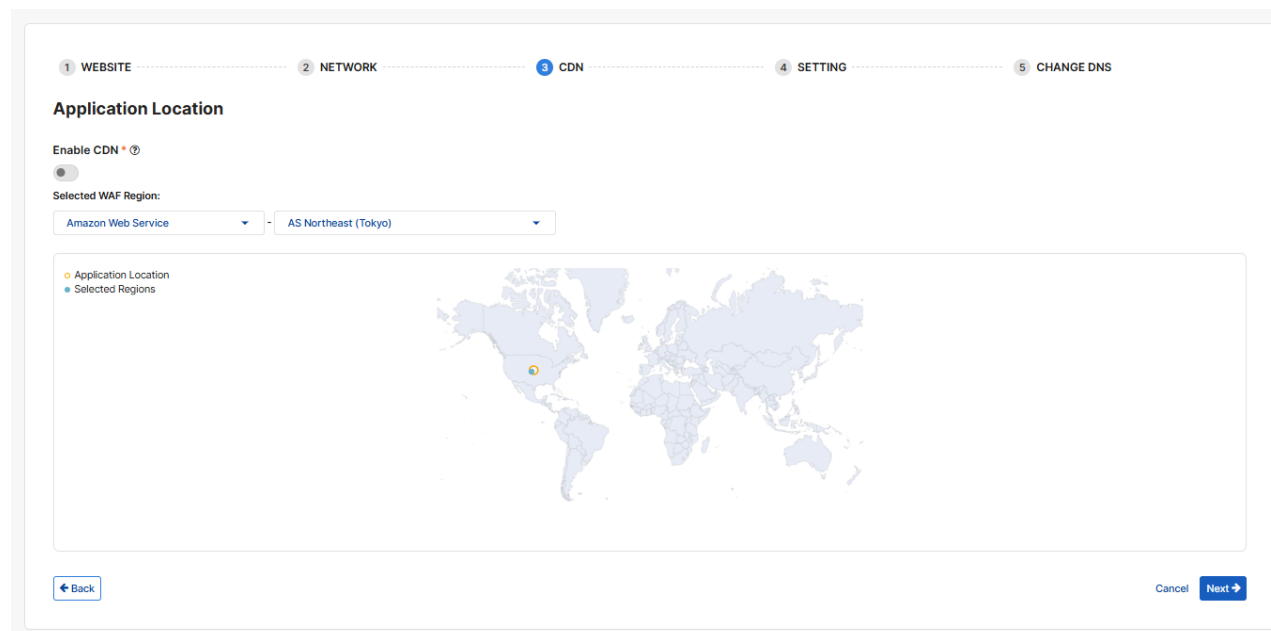 1 WEBSITE 2 NETWORK 3 CDN 4 SETTING 5 CHANGE DNS
Application Location
Enable CDN * ?
Selected WAF Region:
Amazon Web Service - AS Northeast (Tokyo)
Application Location
Selected Regions
Back Cancel Next